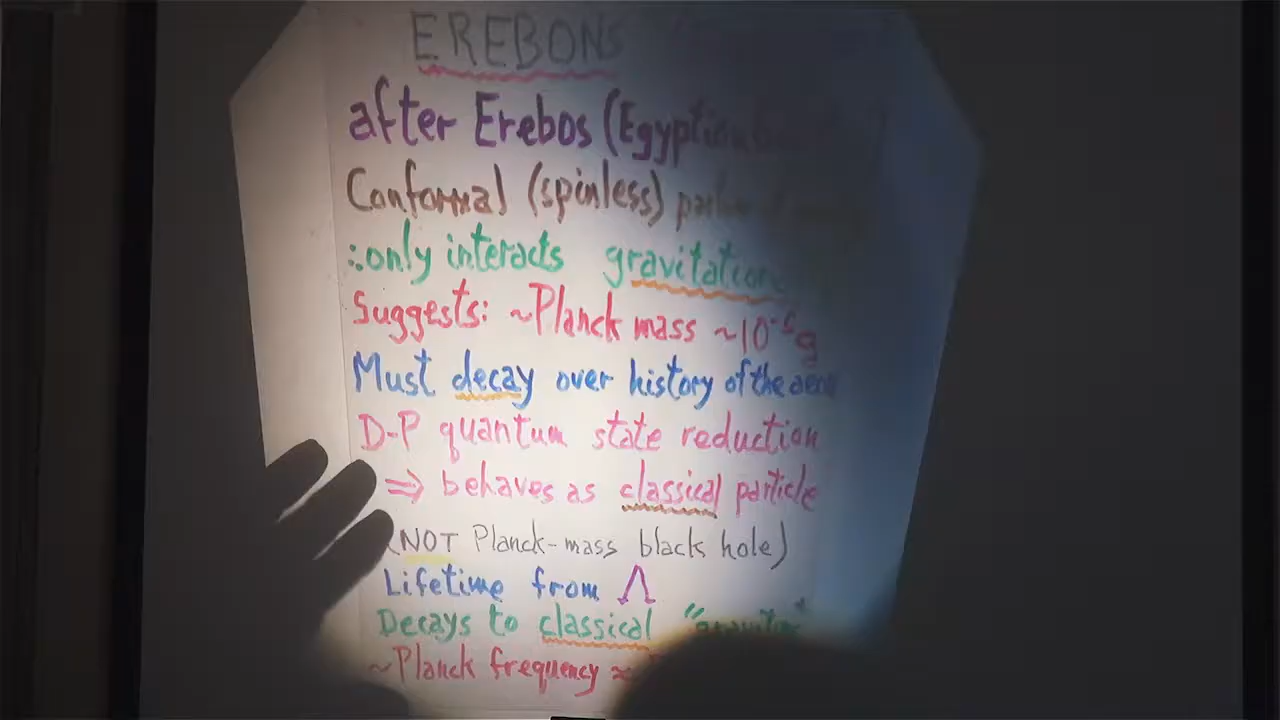 EREBONS
after Erebos (Egyptian
Conformal (spinless)
∴ only interacts
Suggests: ~Planck mass ~10⁻⁵g
Must decay over history of the aeon
D-P quantum state reduction
⇒ behaves as classical particle
(NOT Planck-mass black hole)
Lifetime from Λ
Decays to classical
~Planck frequency ≈